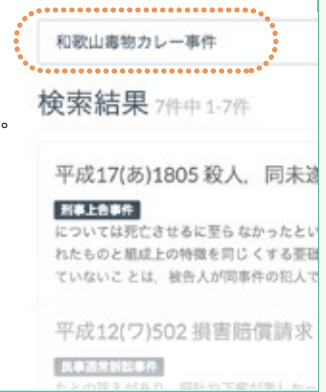 和歌山毒物カレー事件
検索結果 7件中 1-7件
。
平成17(あ)1805 殺人，同未遂
刑事上告事件
については死亡させるに至らなかったとい
れたものと組成上の特徴を同じくする亜砒
ていないことは，被告人が同事件の犯人で
平成12(ワ)502 損害賠償請求
民事通常訴訟事件